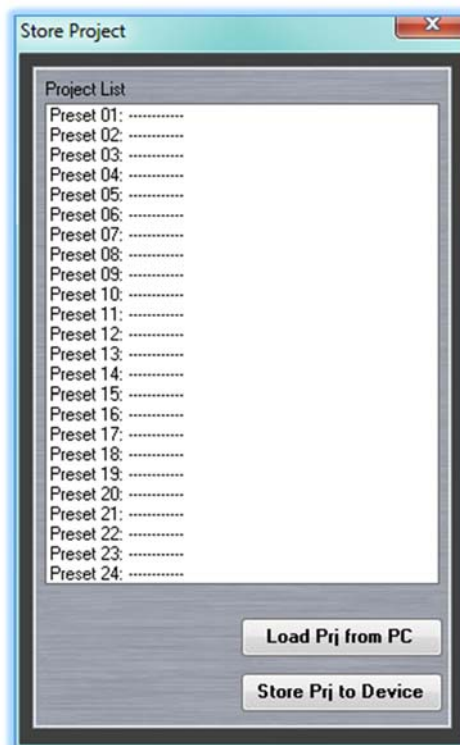 Store Project
Project List
Preset 01: ------------
Preset 02: ------------
Preset 03: ------------
Preset 04: ------------
Preset 05: ------------
Preset 06: ------------
Preset 07: ------------
Preset 08: ------------
Preset 09: ------------
Preset 10: ------------
Preset 11: ------------
Preset 12: ------------
Preset 13: ------------
Preset 14: ------------
Preset 15: ------------
Preset 16: ------------
Preset 17: ------------
Preset 18: ------------
Preset 19: ------------
Preset 20: ------------
Preset 21: ------------
Preset 22: ------------
Preset 23: ------------
Preset 24: ------------
Load Prj from PC
Store Prj to Device